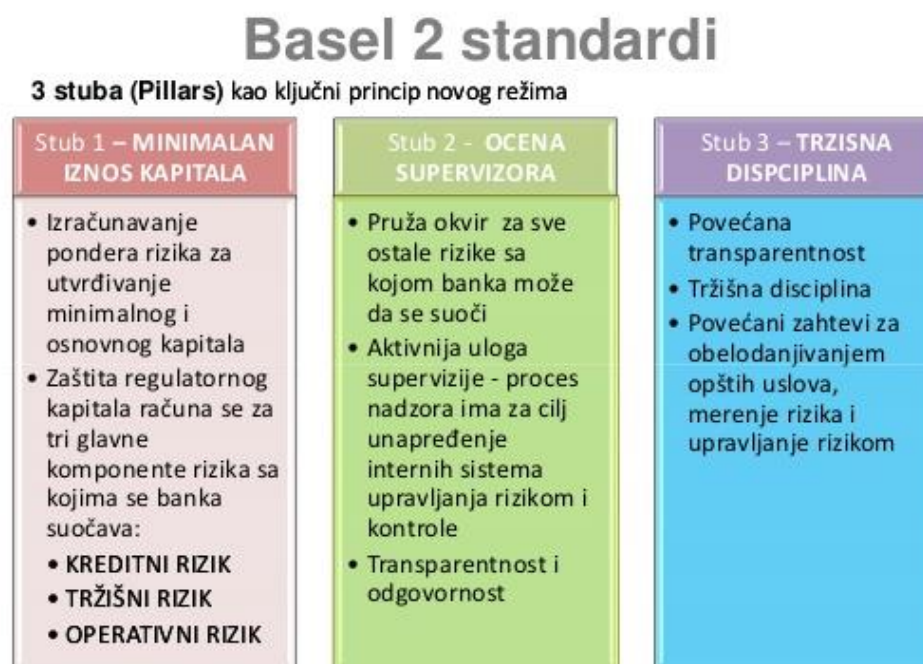 Basel 2 standardi
3 stuba (Pillars) kao ključni princip novog režima
Stub 1 – MINIMALAN
IZNOS KAPITALA
• Izračunavanje
pondera rizika za
utvrđivanje
minimalnog i
osnovnog kapitala
• Zaštita regulatornog
kapitala računa se za
tri glavne
komponente rizika sa
kojima se banka
suočava:
• KREDITNI RIZIK
• TRŽIŠNI RIZIK
• OPERATIVNI RIZIK
Stub 2 - OCENA
SUPERVIZORA
• Pruža okvir za sve
ostale rizike sa
kojom banka može
da se suoči
• Aktivnija uloga
supervizije - proces
nadzora ima za cilj
unapređenje
internih sistema
upravljanja rizikom i
kontrole
• Transparentnost i
odgovornost
Stub 3 – TRZISNA
DISPCIPLINA
• Povećana
transparentnost
• Tržišna disciplina
• Povećani zahtevi za
obelodanjivanjem
opštih uslova,
merenje rizika i
upravljanje rizikom